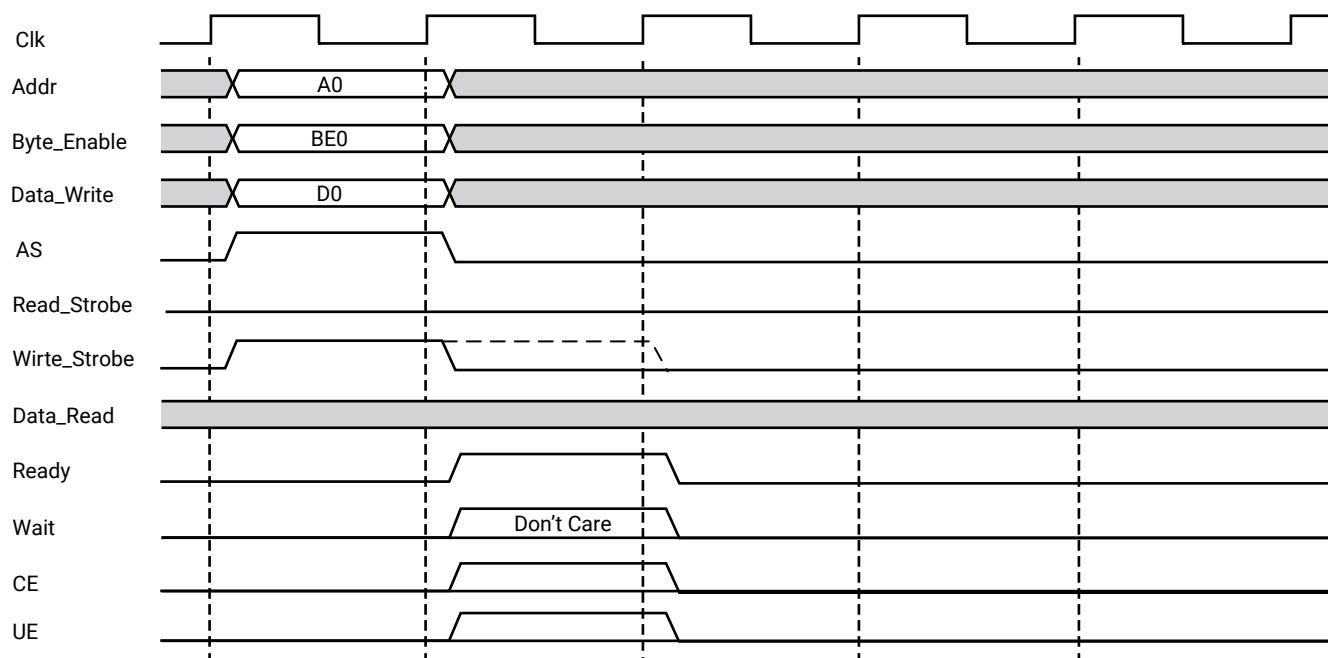 Clk
Addr
A0
Byte_Enable
BE0
Data_Write
D0
AS
Read_Strobe
Wirte_Strobe
Data_Read
Ready
Wait
Don’t Care
CE
UE